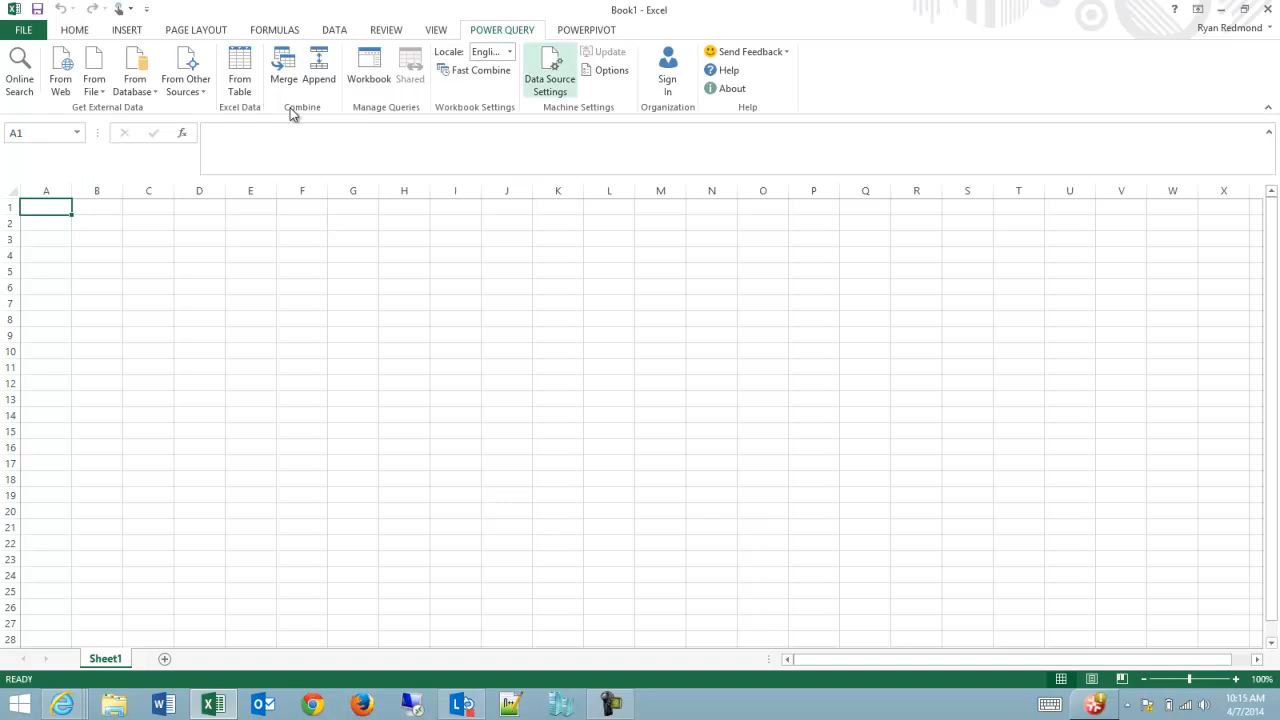 Book1 - Excel
?
FILE HOME INSERT PAGE LAYOUT FORMULAS DATA REVIEW VIEW POWER QUERY POWERPIVOT Ryan Redmond
Online Search
From Web
From File
From Database
From Other Sources
From Table
Merge
Append
Workbook
Shared
Locale: Engli...
Fast Combine
Data Source Settings
Update
Options
Sign In
Send Feedback
Help
About
Get External Data Excel Data Combine Manage Queries Workbook Settings Machine Settings Organization Help
A1 fx
A B C D E F G H I J K L M N O P Q R S T U V W X
1
2
3
4
5
6
7
8
9
10
11
12
13
14
15
16
17
18
19
20
21
22
23
24
25
26
27
28
Sheet1
READY 100%
10:15 AM
4/7/2014